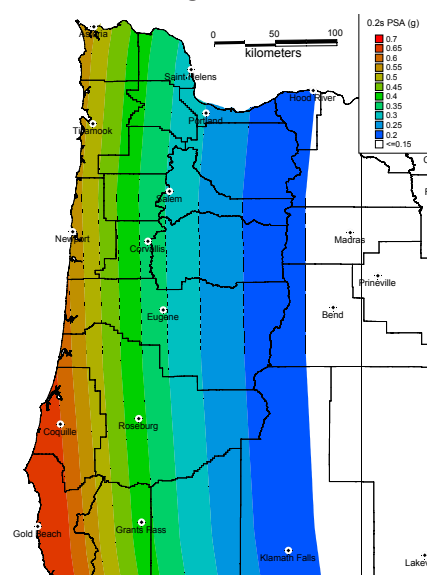 0.2s PSA (g)
0.7
0.65
0.6
0.55
0.5
0.45
0.4
0.35
0.3
0.25
0.2
<=0.15
0
50
100
kilometers
Astoria
Saint Helens
Hood River
Portland
Tillamook
Salem
Newport
Corvallis
Madras
Prineville
Eugene
Bend
Coquille
Roseburg
Gold Beach
Grants Pass
Klamath Falls
Lakev